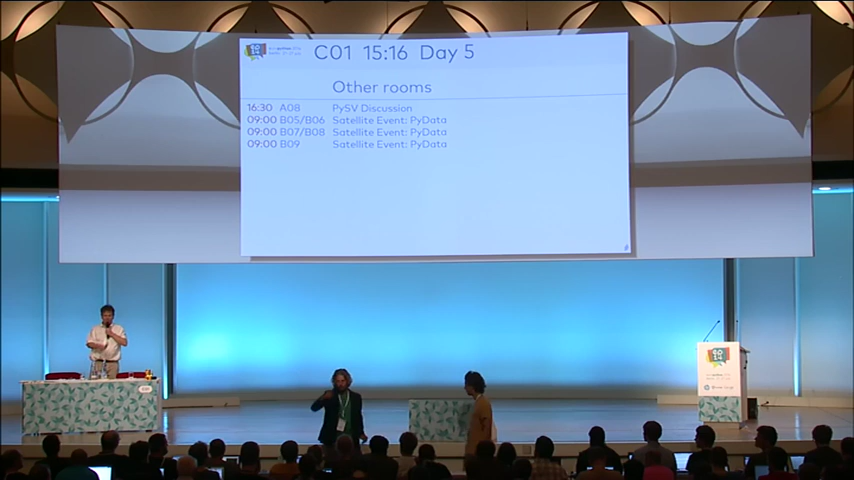 C01 15:16 Day 5
Other rooms
16:30 A08 PySV Discussion
09:00 B05/B06 Satellite Event: PyData
09:00 B07/B08 Satellite Event: PyData
09:00 B09 Satellite Event: PyData